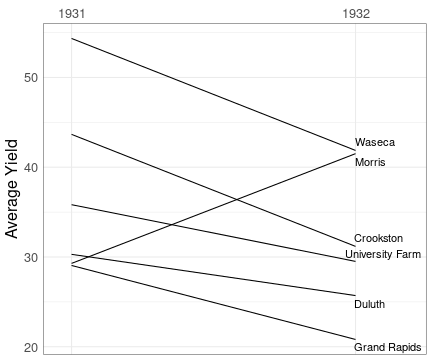 1931 1932
Average Yield
50
40
30
20
Waseca
Morris
Crookston
University Farm
Duluth
Grand Rapids